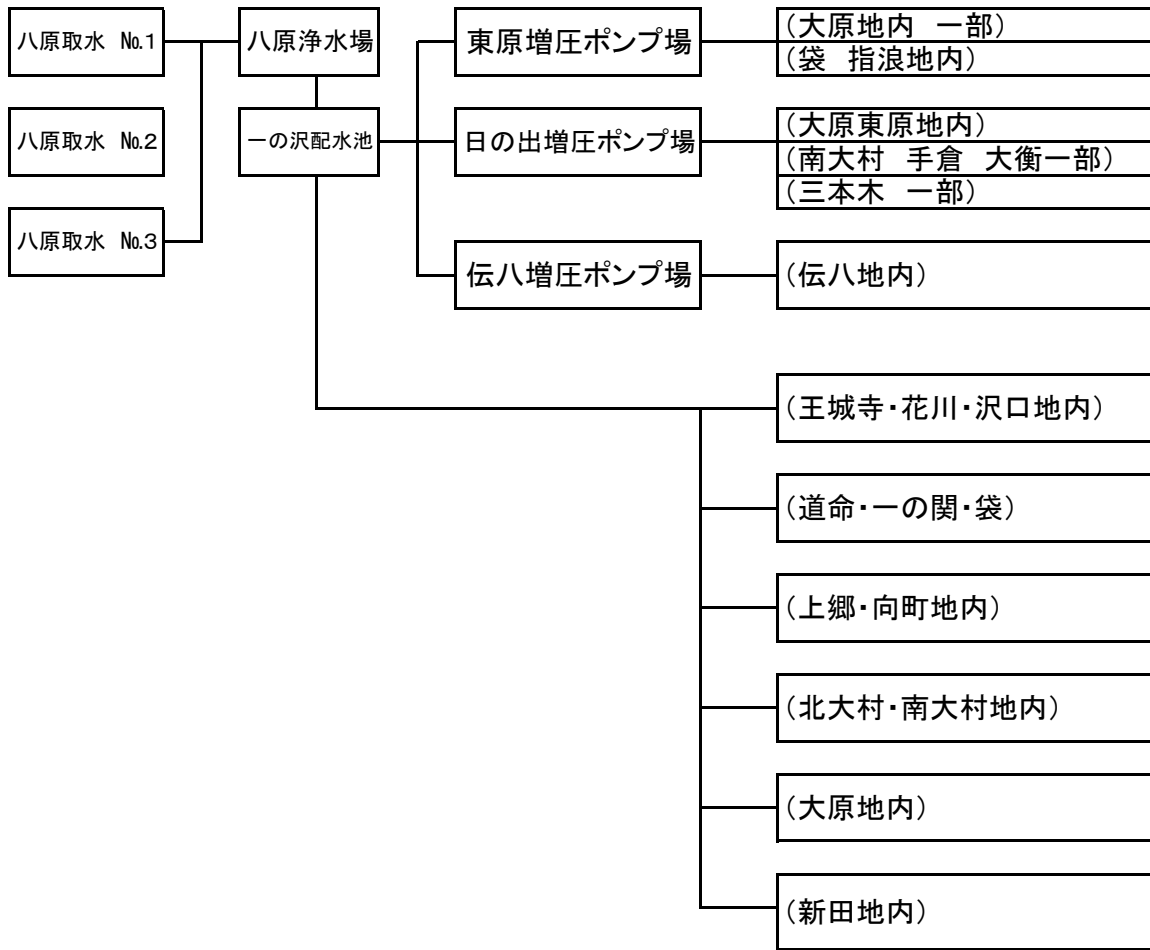 八原取水 №1
八原浄水場
東原増圧ポンプ場
（大原地内 一部）
（袋 指浪地内）
八原取水 №2
一の沢配水池
日の出増圧ポンプ場
（大原東原地内）
（南大村 手倉 大衡一部）
（三本木 一部）
八原取水 №3
伝八増圧ポンプ場
（伝八地内）
（王城寺・花川・沢口地内）
（道命・一の関・袋）
（上郷・向町地内）
（北大村・南大村地内）
（大原地内）
（新田地内）